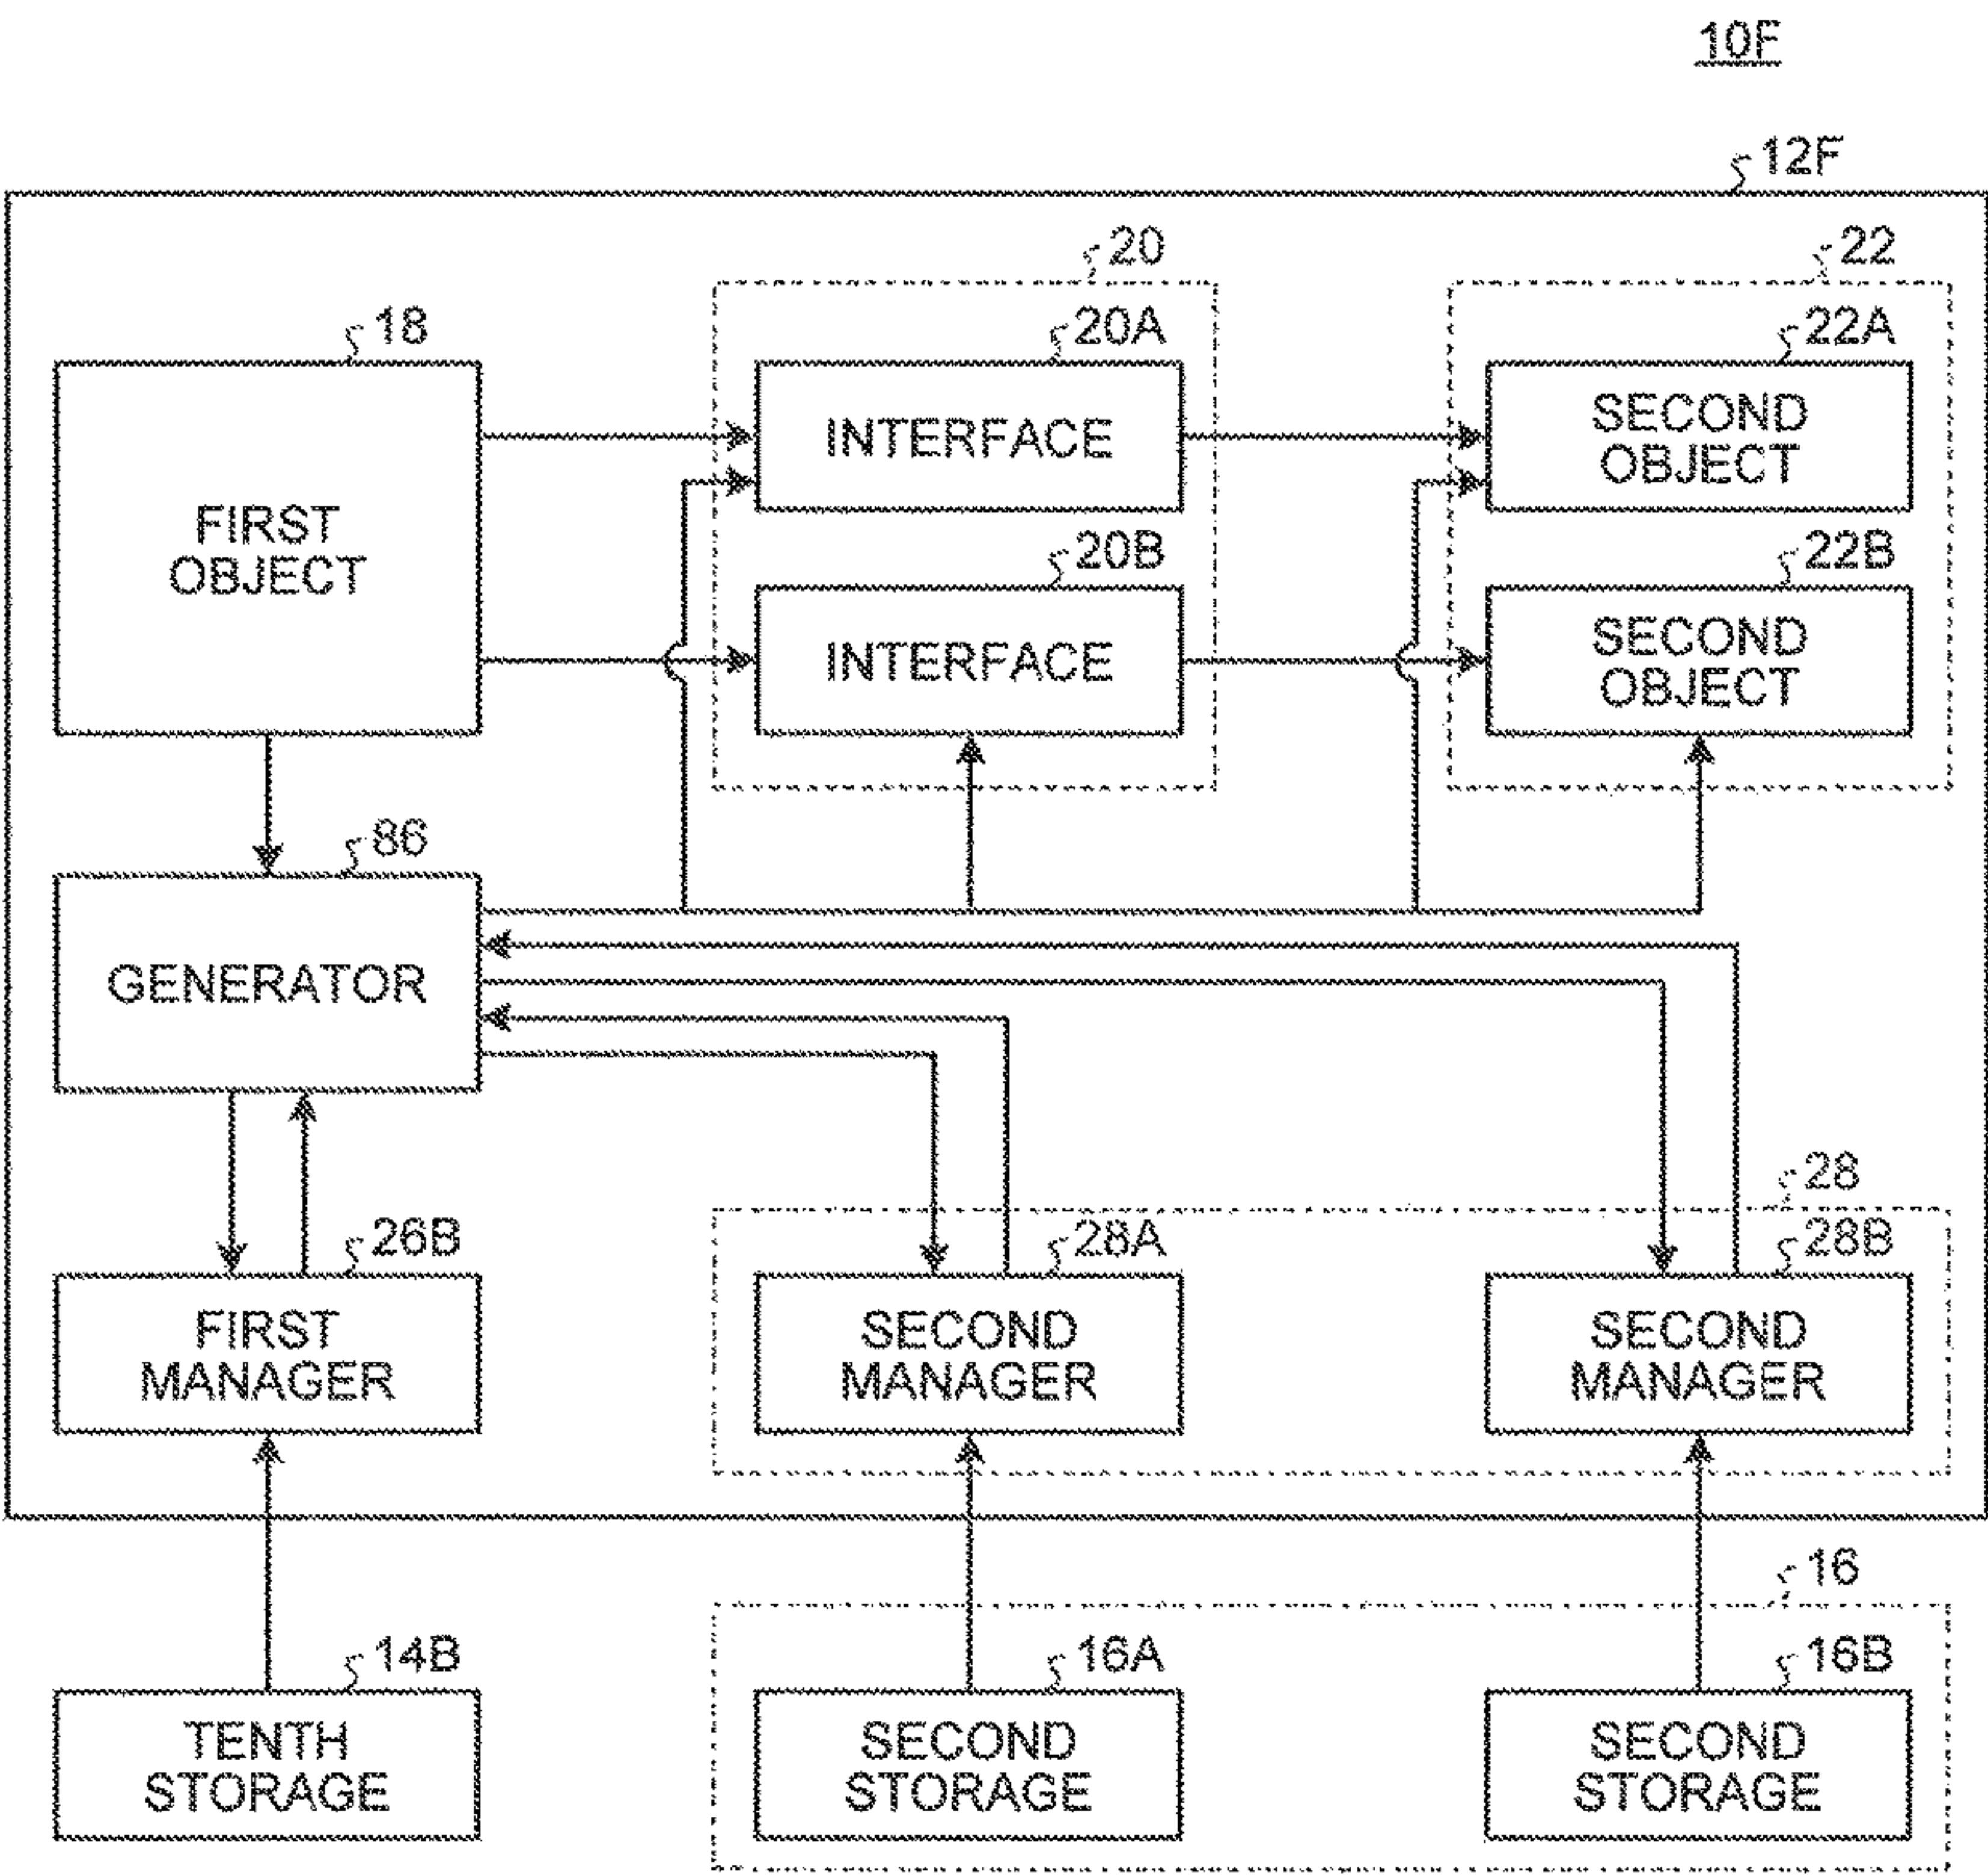 10F
12F
20
22
18
20A
22A
FIRST
OBJECT
INTERFACE
SECOND
OBJECT
20B
22B
INTERFACE
SECOND
OBJECT
86
GENERATOR
28
26B
28A
28B
FIRST
MANAGER
SECOND
MANAGER
SECOND
MANAGER
16
14B
16A
16B
TENTH
STORAGE
SECOND
STORAGE
SECOND
STORAGE